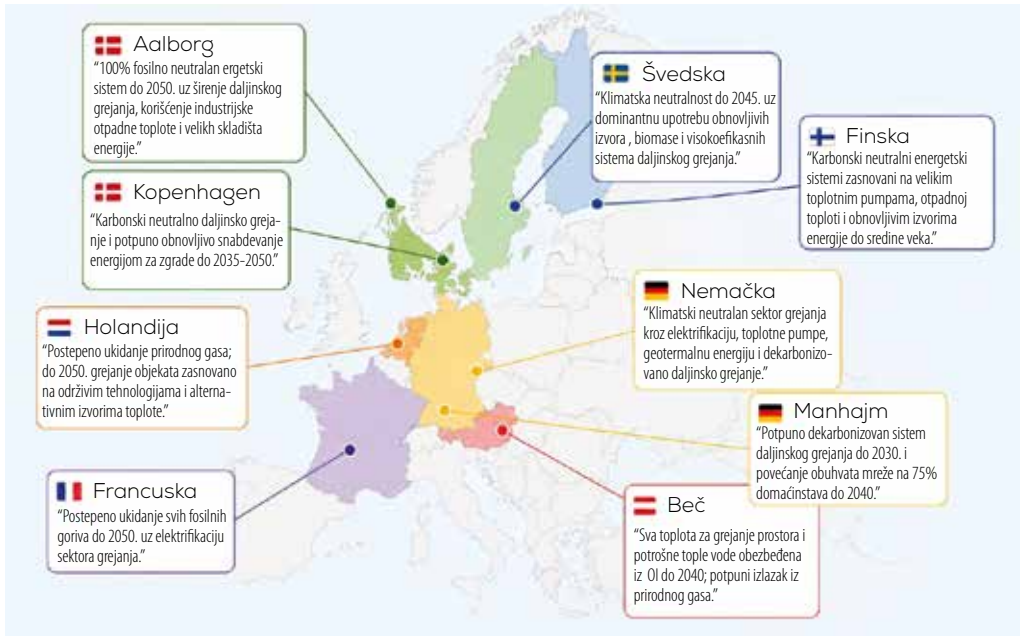 Aalborg
“100% fosilno neutralan ergetski
sistem do 2050. uz širenje daljinskog
grejanja, korišćenje industrijske
otpadne toplote i velikh skladišta
energije.”
Kopenhagen
“Karbonski neutralno daljinsko greja-
nje i potpuno obnovljivo snabdevanje
energijom za zgrade do 2035-2050.”
Holandija
“Postepeno ukidanje prirodnog gasa;
do 2050. grejanje objekata zasnovano
na održivim tehnologijama i alterna-
tivnim izvorima toplote.”
Francuska
“Postepeno ukidanje svih fosilnih
goriva do 2050. uz elektrifikaciju
sektora grejanja.”
Švedska
“Klimatska neutralnost do 2045. uz
dominantnu upotrebu obnovljivih
izvora , biomase i visokoefikasnih
sistema daljinskog grejanja.”
Finska
“Karbonski neutralni energetski
sistemi zasnovani na velikim
toplotnim pumpama, otpadnoj
toploti i obnovljivim izvorima
energije do sredine veka.”
Nemačka
“Klimatski neutralan sektor grejanja
kroz elektrifikaciju, toplotne pumpe,
geotermalnu energiju i dekarbonizo-
vano daljinsko grejanje.”
Manhajm
“Potpuno dekarbonizovan sistem
daljinskog grejanja do 2030. i
povećanje obuhvata mreže na 75%
domaćinstava do 2040.”
Beč
“Sva toplota za grejanje prostora i
potrošne tople vode obezbeđena
iz OI do 2040; potpuni izlazak iz
prirodnog gasa.”